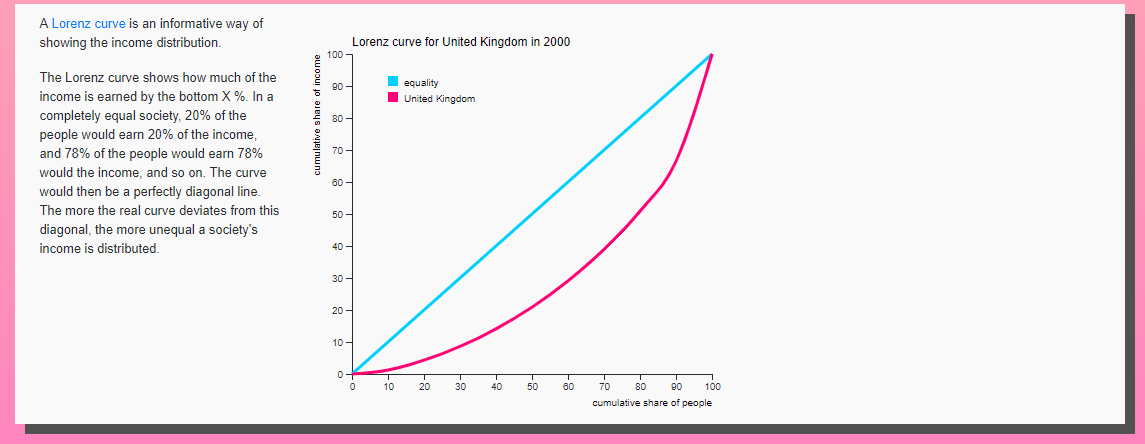 A Lorenz curve is an informative way of
showing the income distribution.
The Lorenz curve shows how much of the
income is earned by the bottom X %. In a
completely equal society, 20% of the
people would earn 20% of the income,
and 78% of the people would earn 78%
would the income, and so on. The curve
would then be a perfectly diagonal line.
The more the real curve deviates from this
diagonal, the more unequal a society's
income is distributed.
Lorenz curve for United Kingdom in 2000
cumulative share of income
100
90
80
70
60
50
40
30
20
10
0
equality
United Kingdom
0 10 20 30 40 50 60 70 80 90 100
cumulative share of people